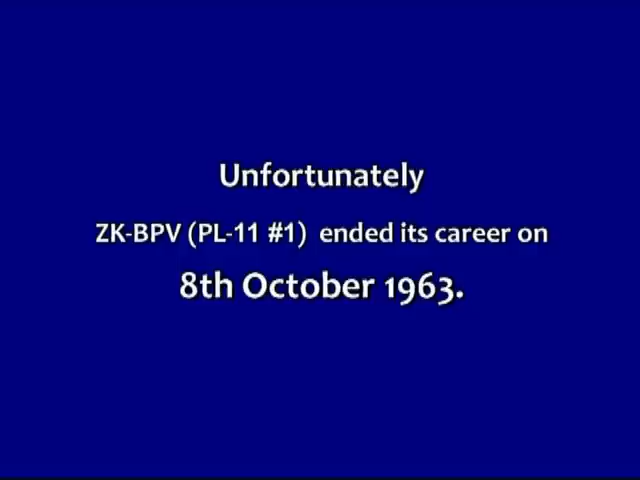 Unfortunately
ZK-BPV (PL-11 #1) ended its career on
8th October 1963.